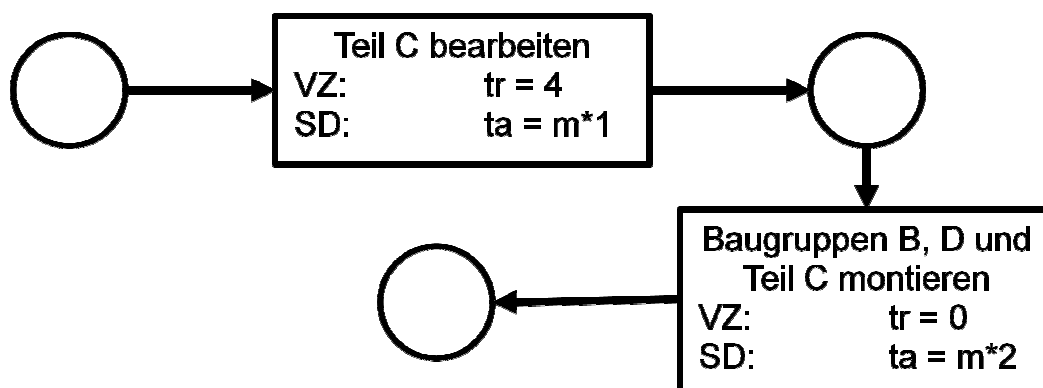 Teil C bearbeiten
VZ: tr = 4
SD: ta = m*1
Baugruppen B, D und
Teil C montieren
VZ: tr = 0
SD: ta = m*2